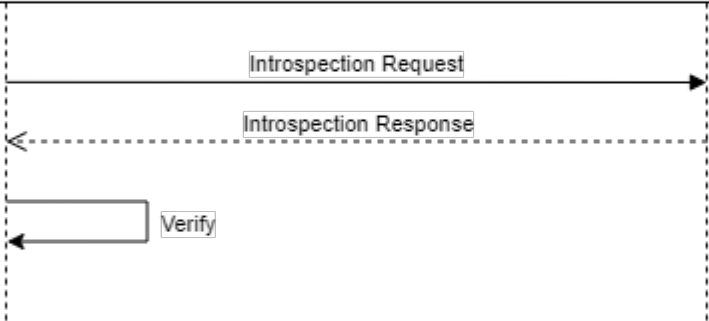 Introspection Request
Introspection Response
Verify